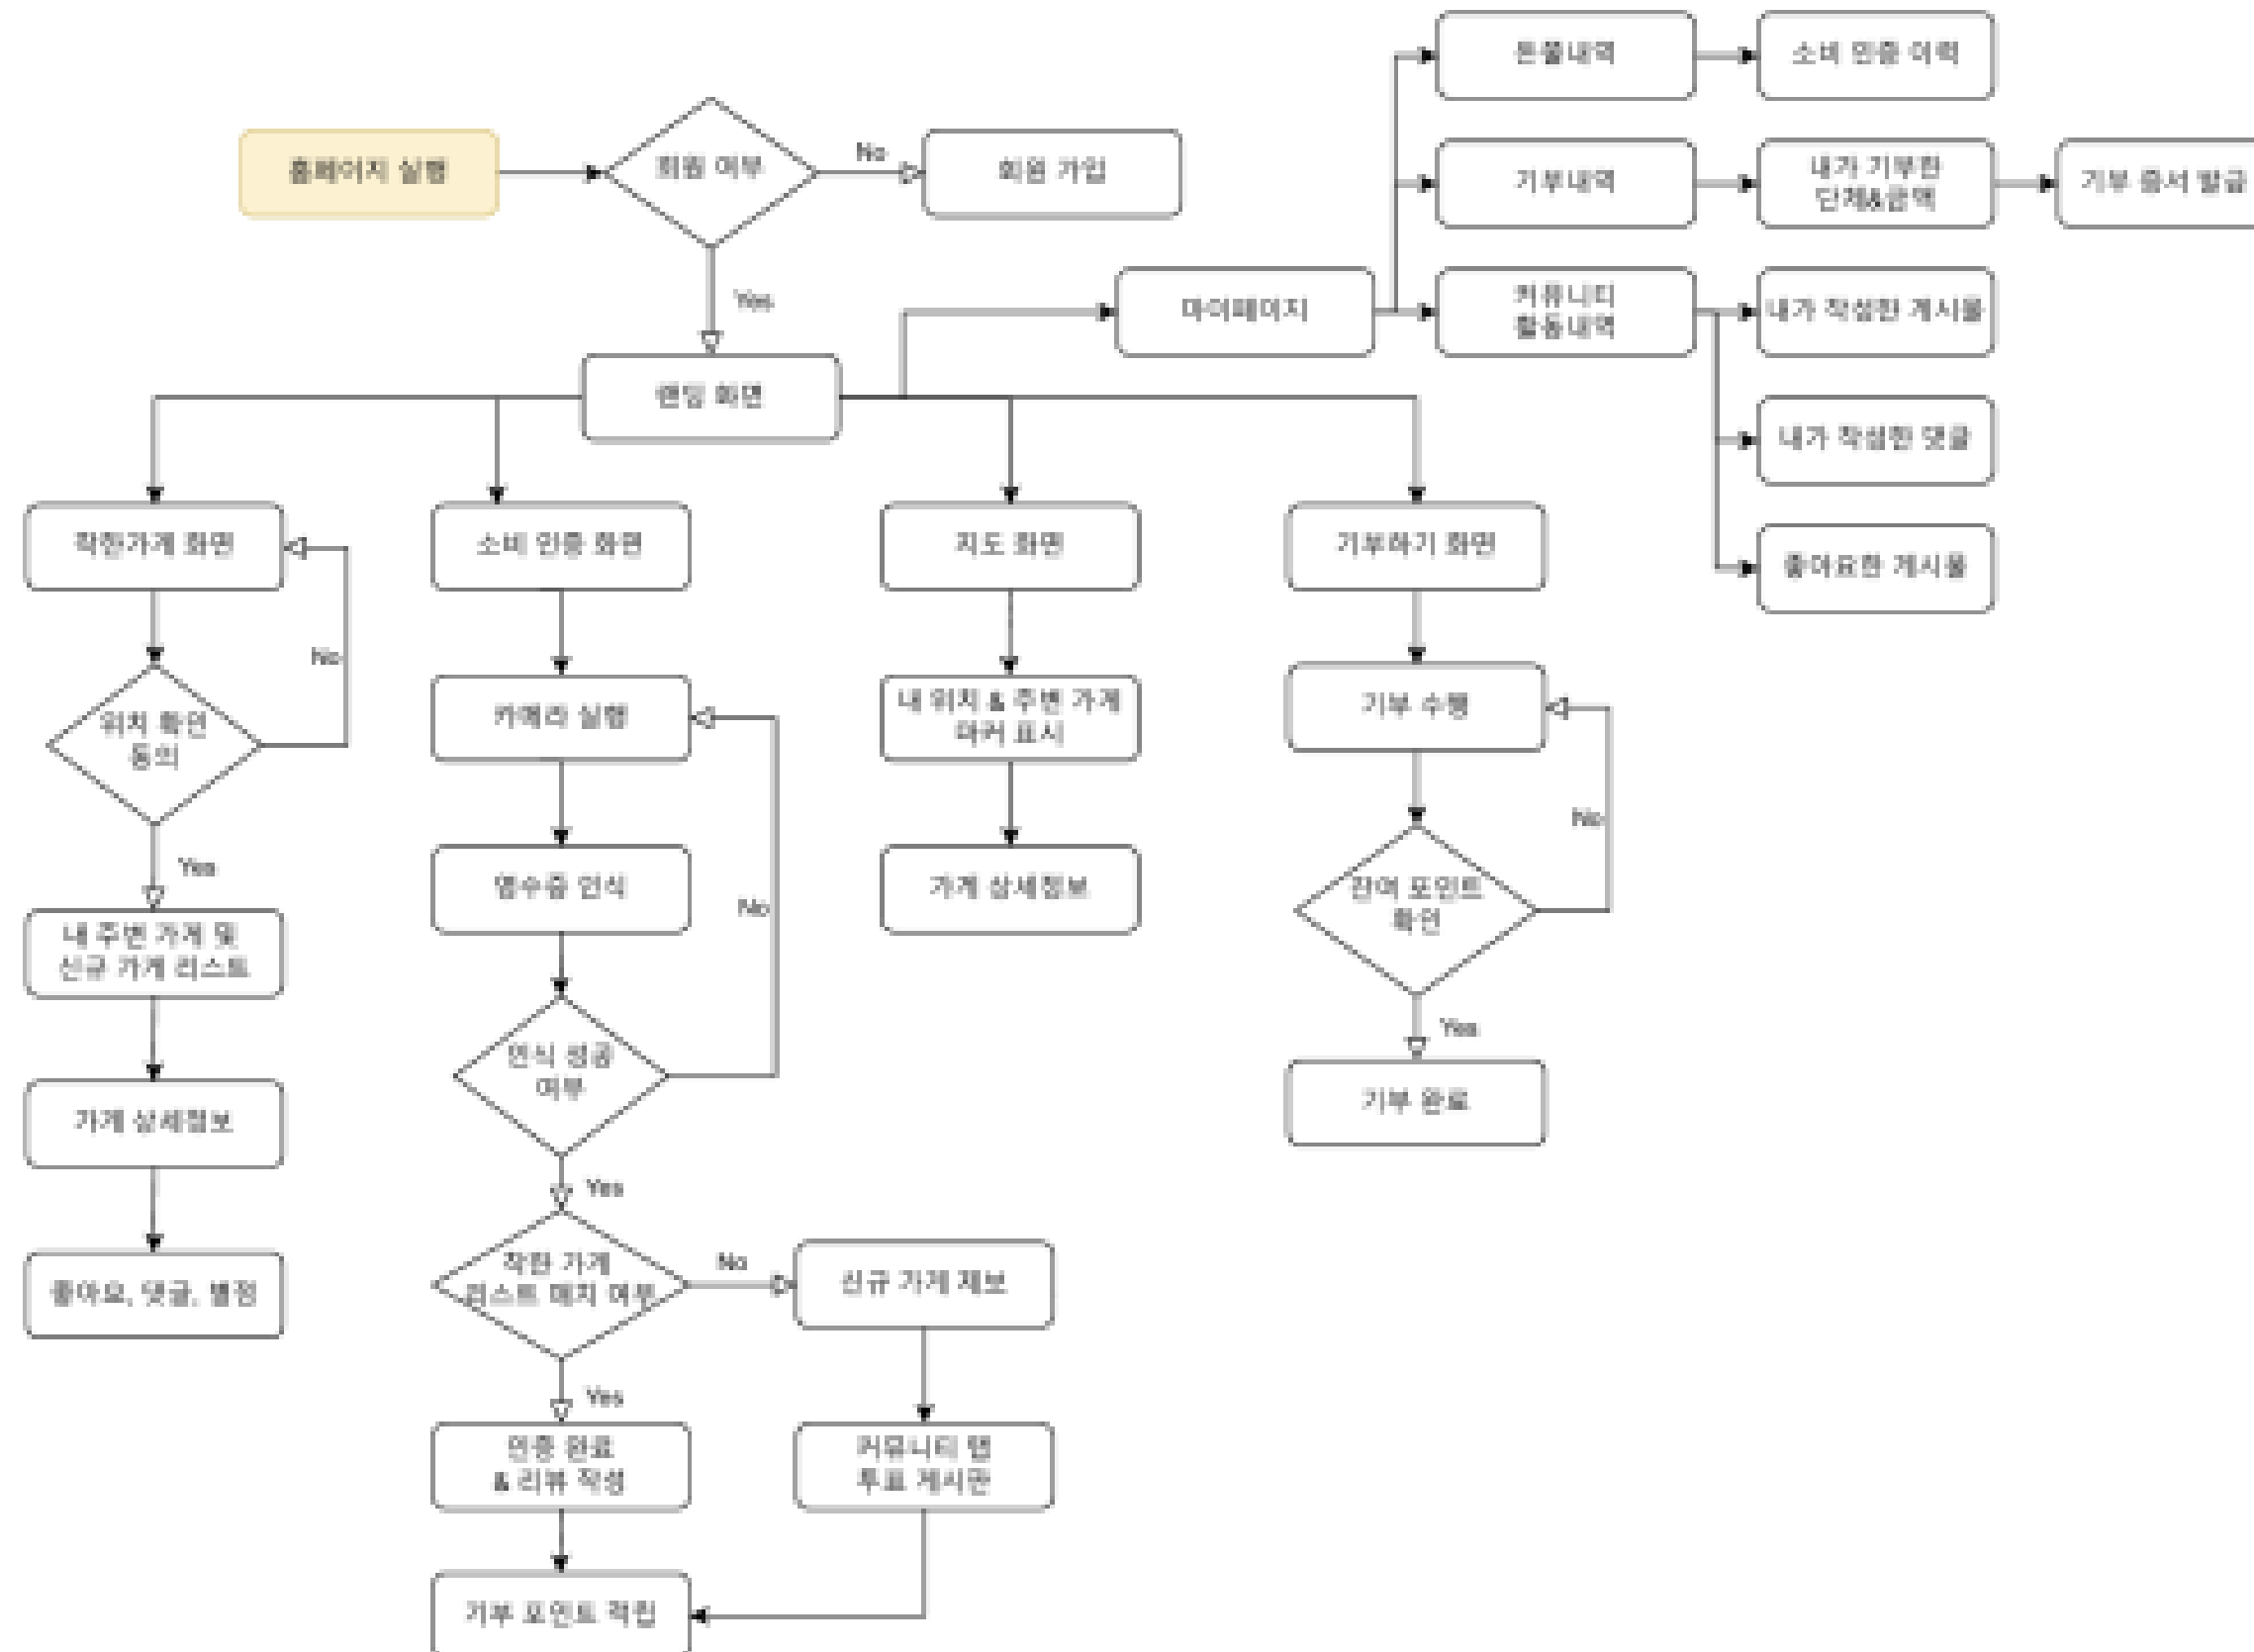 홈페이지 실행
회원 여부
No
회원 가입
Yes
랜딩 화면
마이페이지
소비 인증 이력
기부내역
내가 기부한
단체&금액
기부 증서 발급
커뮤니티
활동내역
내가 작성한 게시물
내가 작성한 댓글
좋아요한 게시물
착한가게 화면
No
위치 확인
동의
Yes
내 주변 가게 및
신규 가게 리스트
가게 상세정보
좋아요, 댓글, 별점
소비 인증 화면
카메라 실행
영수증 인식
No
인식 성공
여부
Yes
착한 가게
리스트 매치 여부
No
신규 가게 제보
Yes
인증 완료
& 리뷰 작성
커뮤니티 탭
투표 게시판
기부 포인트 적립
지도 화면
내 위치 & 주변 가게
마커 표시
가게 상세정보
기부하기 화면
기부 수행
No
잔여 포인트
확인
Yes
기부 완료